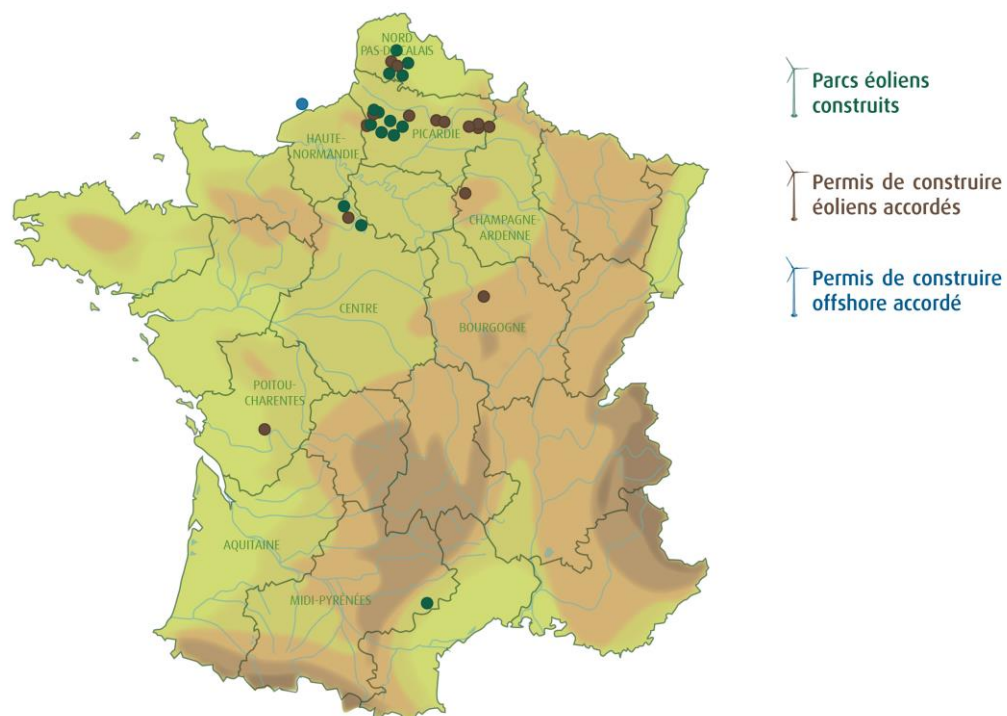 NORD
PAS-DE-CALAIS
PICARDIE
HAUTE-
NORMANDIE
CHAMPAGNE-
ARDENNE
CENTRE
BOURGOGNE
POITOU-
CHARENTES
AQUITAINE
MIDI-PYRÉNÉES
Parcs éoliens
construits
Permis de construire
éoliens accordés
Permis de construire
offshore accordé